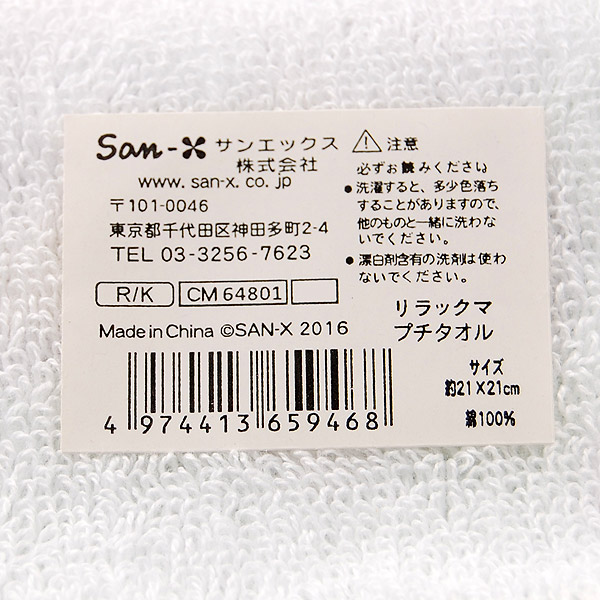 San-X サンエックス
株式会社
www. san-x. co. jp
〒101-0046
東京都千代田区神田多町2-4
TEL 03-3256-7623
R/K CM 64801
Made in China ©SAN-X 2016
4 974413 659468
注意
必ずお読みください
●洗濯すると、多少色落ち
することがありますので、
他のものと一緒に洗わな
いでください。
●漂白剤含有の洗剤は使わ
ないでください。
リラックマ
プチタオル
サイズ
約21×21cm
綿100%